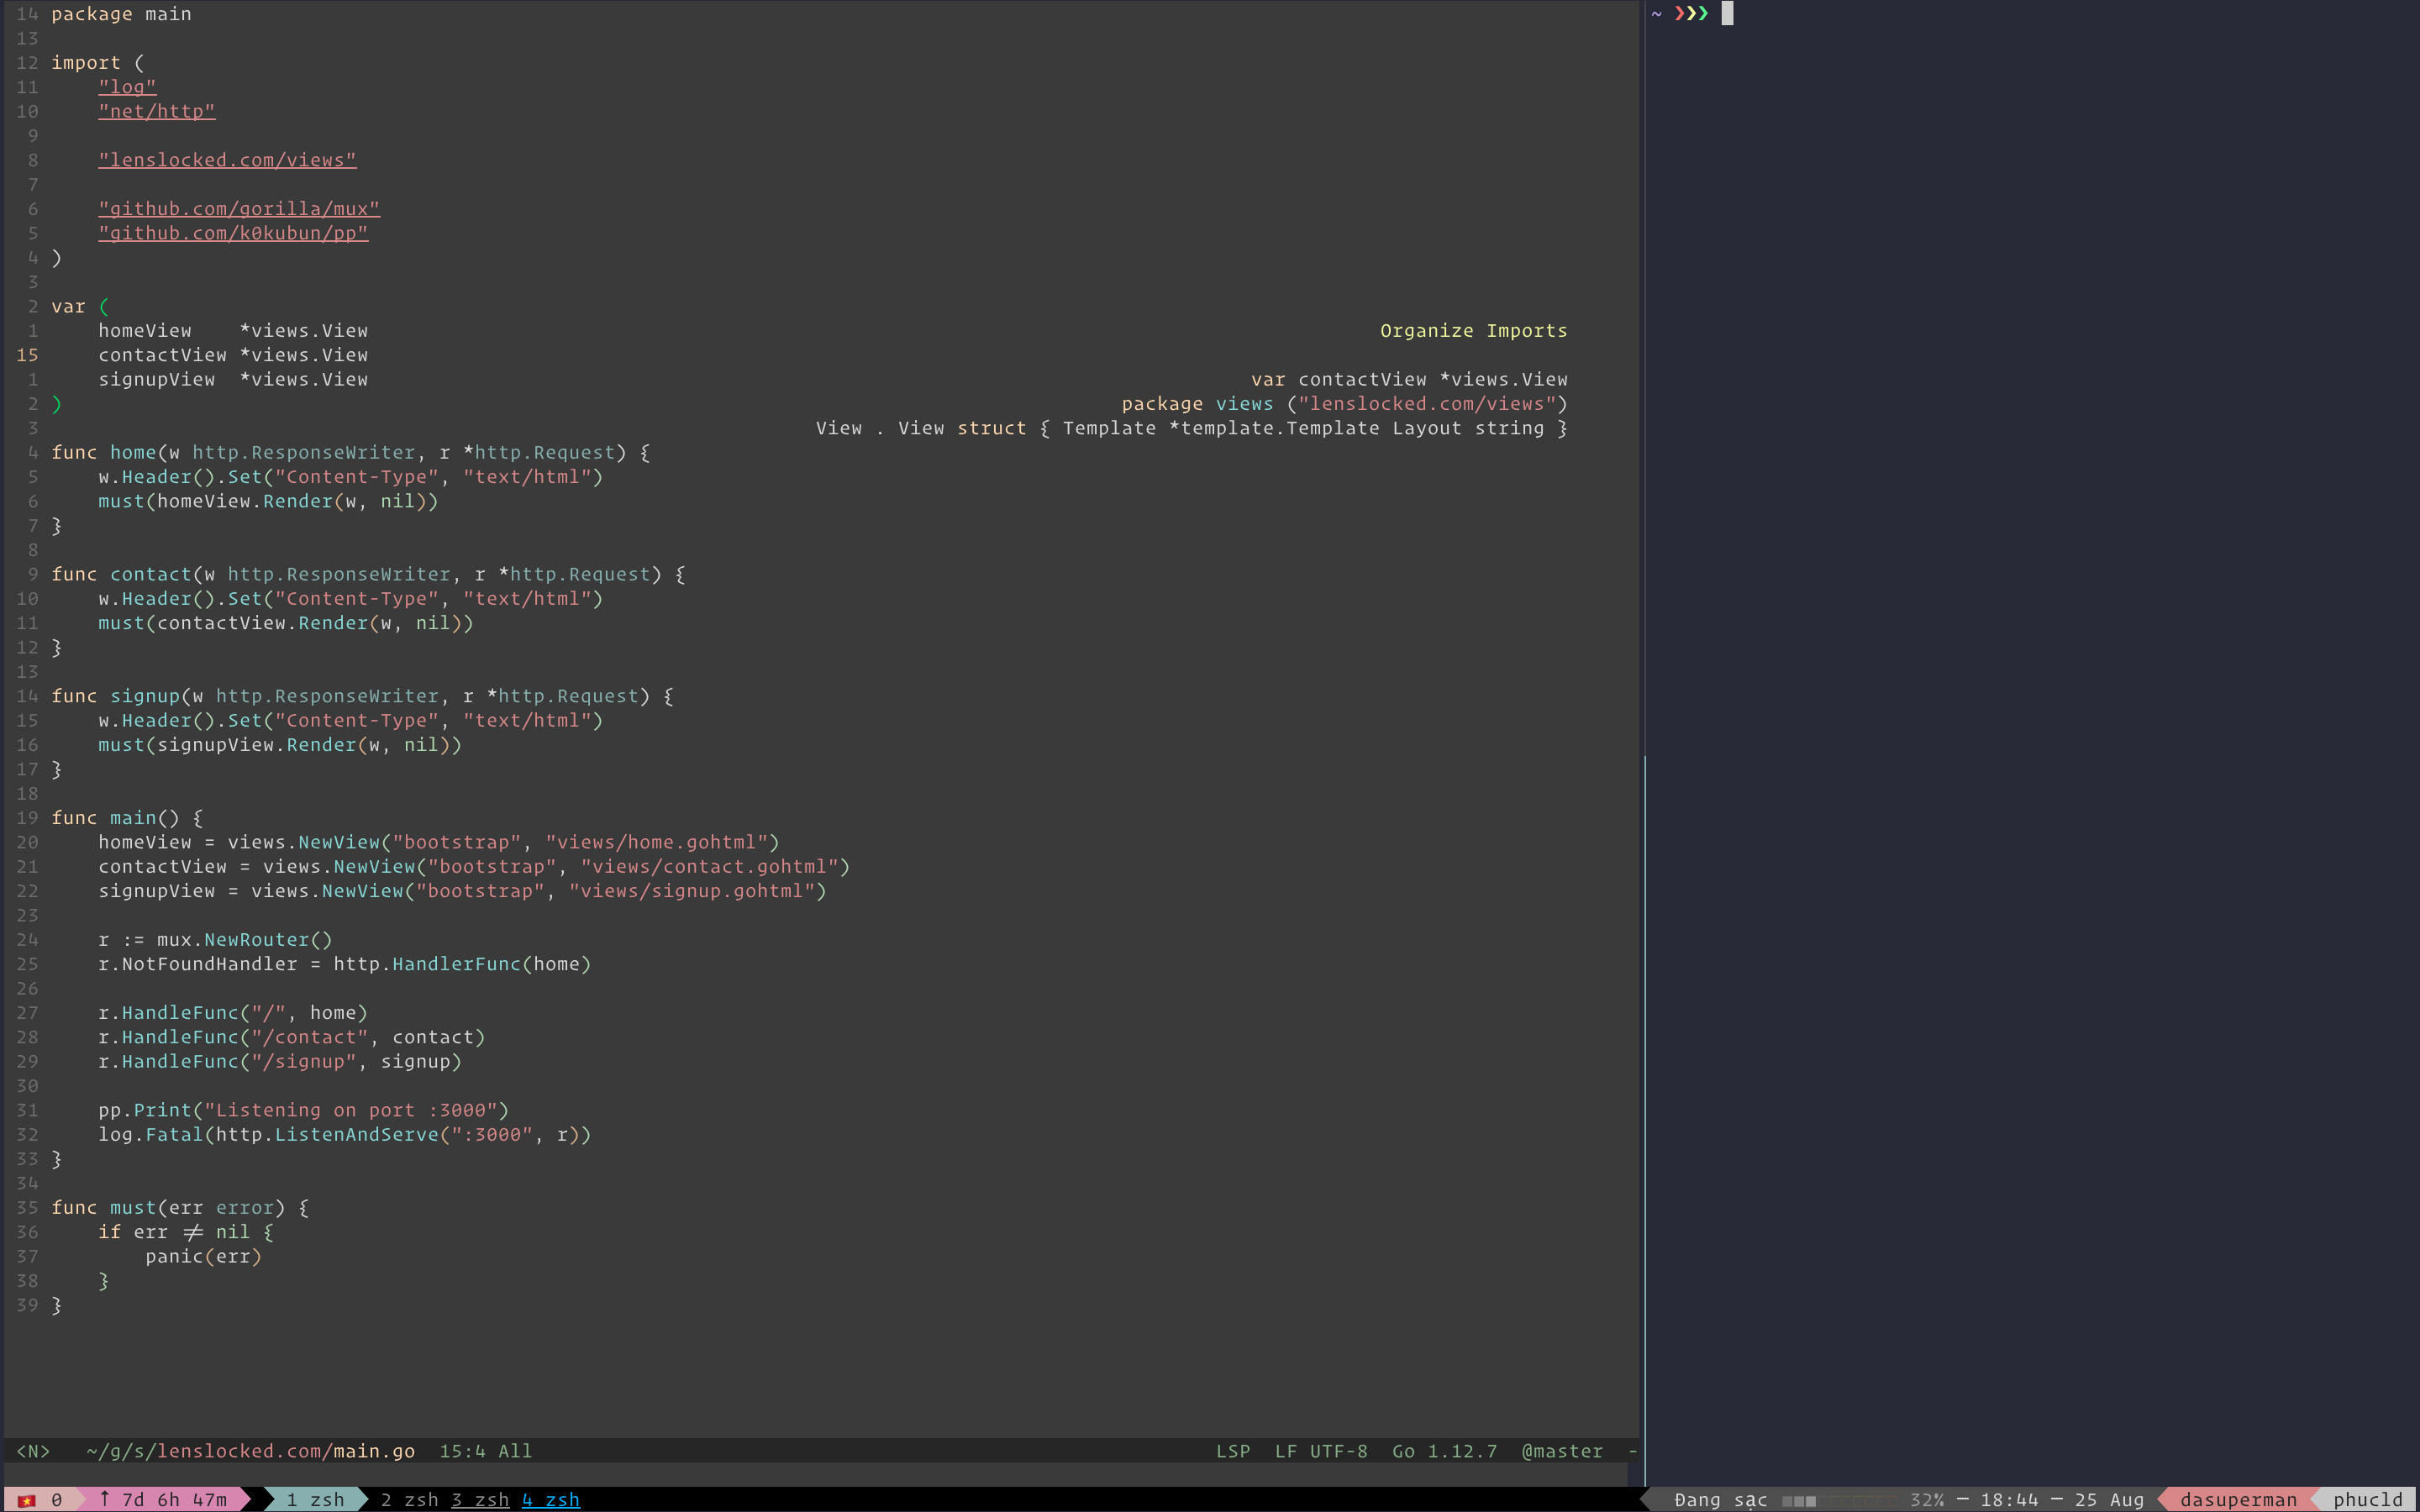 14 package main
13
12 import (
11     "log"
10     "net/http"
9
8     "lenslocked.com/views"
7
6     "github.com/gorilla/mux"
5     "github.com/k0kubun/pp"
4 )
3
2 var (
1     homeView    *views.View
Organize Imports
15     contactView *views.View
1     signupView  *views.View
var contactView *views.View
2 )
package views ("lenslocked.com/views")
3
View . View struct { Template *template.Template Layout string }
4 func home(w http.ResponseWriter, r *http.Request) {
5     w.Header().Set("Content-Type", "text/html")
6     must(homeView.Render(w, nil))
7 }
8
9 func contact(w http.ResponseWriter, r *http.Request) {
10     w.Header().Set("Content-Type", "text/html")
11     must(contactView.Render(w, nil))
12 }
13
14 func signup(w http.ResponseWriter, r *http.Request) {
15     w.Header().Set("Content-Type", "text/html")
16     must(signupView.Render(w, nil))
17 }
18
19 func main() {
20     homeView = views.NewView("bootstrap", "views/home.gohtml")
21     contactView = views.NewView("bootstrap", "views/contact.gohtml")
22     signupView = views.NewView("bootstrap", "views/signup.gohtml")
23
24     r := mux.NewRouter()
25     r.NotFoundHandler = http.HandlerFunc(home)
26
27     r.HandleFunc("/", home)
28     r.HandleFunc("/contact", contact)
29     r.HandleFunc("/signup", signup)
30
31     pp.Print("Listening on port :3000")
32     log.Fatal(http.ListenAndServe(":3000", r))
33 }
34
35 func must(err error) {
36     if err ≠ nil {
37         panic(err)
38     }
39 }
<N> ~/g/s/lenslocked.com/main.go 15:4 All LSP LF UTF-8 Go 1.12.7 @master -
~ ❯❯❯
0 ↑ 7d 6h 47m 1 zsh 2 zsh 3 zsh 4 zsh Đang sạc 32% — 18:44 — 25 Aug dasuperman phucld